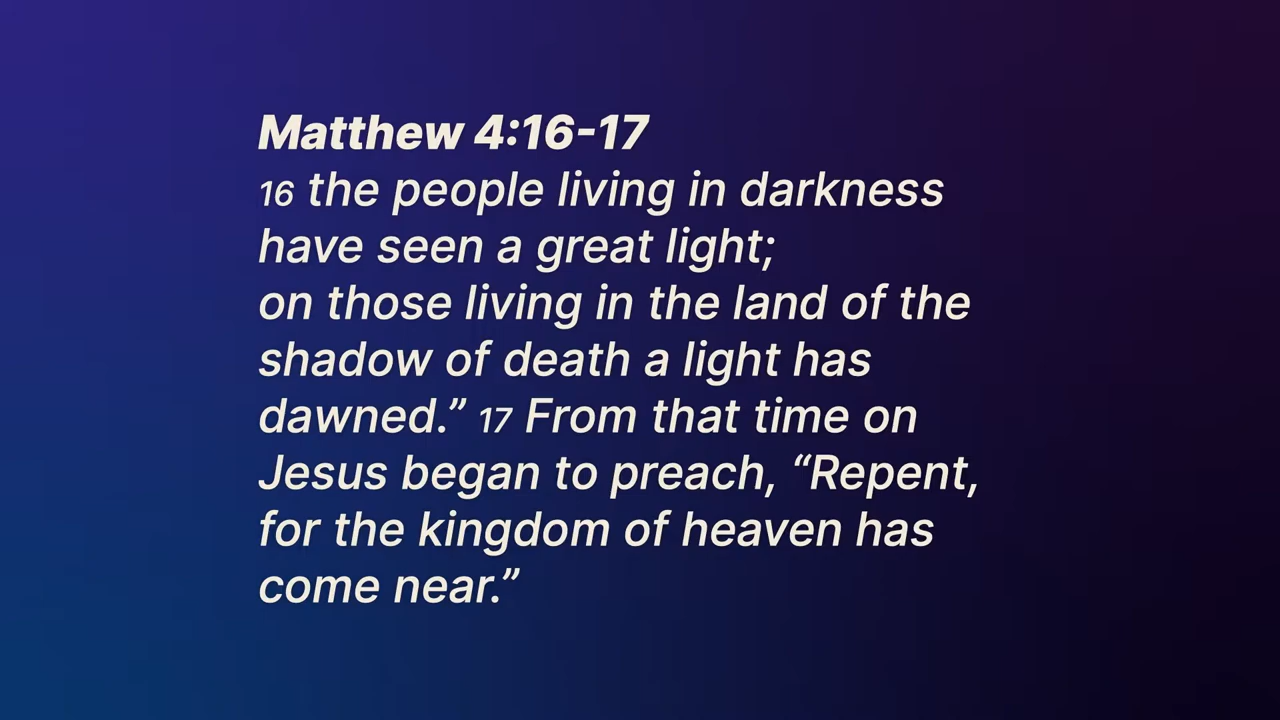 Matthew 4:16-17
16 the people living in darkness
have seen a great light;
on those living in the land of the
shadow of death a light has
dawned.” 17 From that time on
Jesus began to preach, “Repent,
for the kingdom of heaven has
come near.”